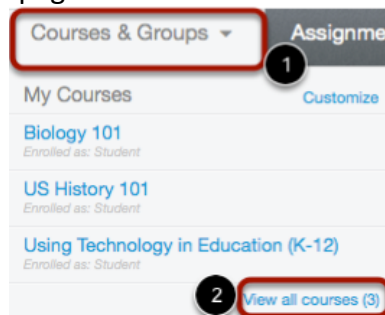 Courses & Groups
1
My Courses Customize
Biology 101
Enrolled as: Student
US History 101
Enrolled as: Student
Using Technology in Education (K-12)
Enrolled as: Student
2 View all courses (3)